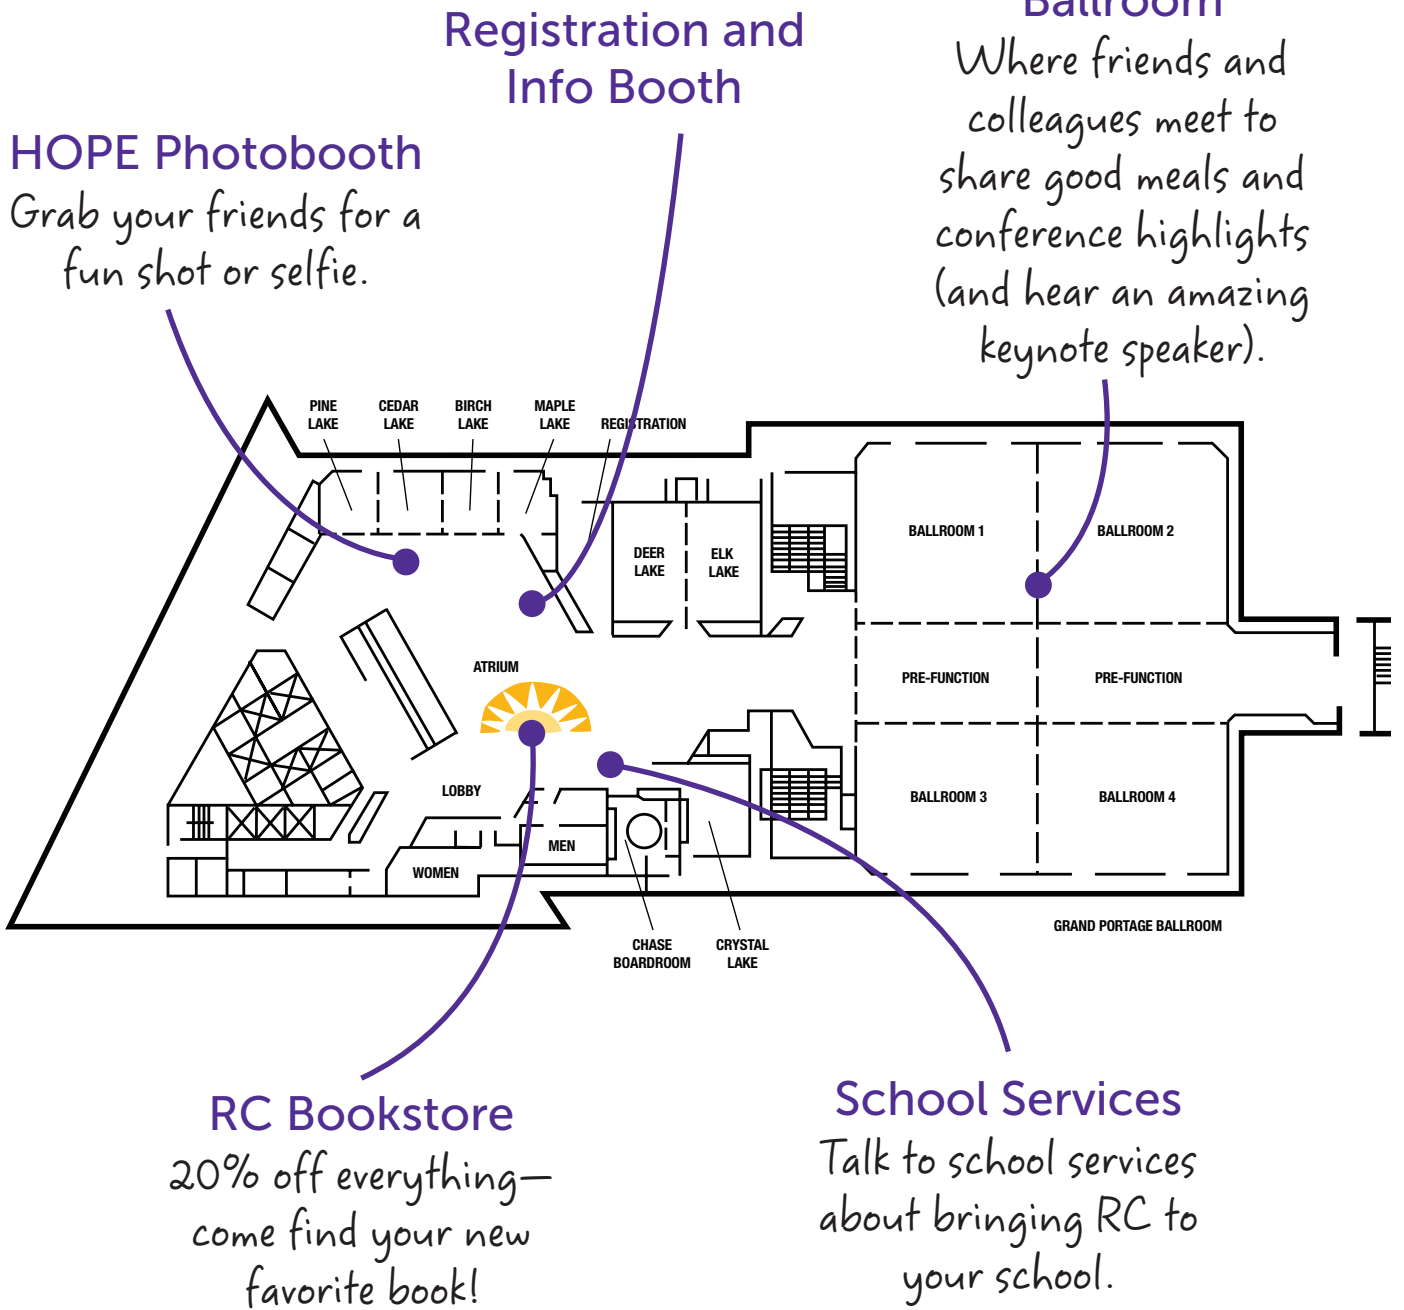 Registration and
Info Booth
Ballroom
Where friends and
colleagues meet to
share good meals and
conference highlights
(and hear an amazing
keynote speaker).
HOPE Photobooth
Grab your friends for a
fun shot or selfie.
PINE
LAKE
CEDAR
LAKE
BIRCH
LAKE
MAPLE
LAKE
REGISTRATION
DEER
LAKE
ELK
LAKE
BALLROOM 1
BALLROOM 2
ATRIUM
PRE-FUNCTION
PRE-FUNCTION
LOBBY
BALLROOM 3
BALLROOM 4
MEN
WOMEN
GRAND PORTAGE BALLROOM
CHASE
BOARDROOM
CRYSTAL
LAKE
RC Bookstore
20% off everything—
come find your new
favorite book!
School Services
Talk to school services
about bringing RC to
your school.